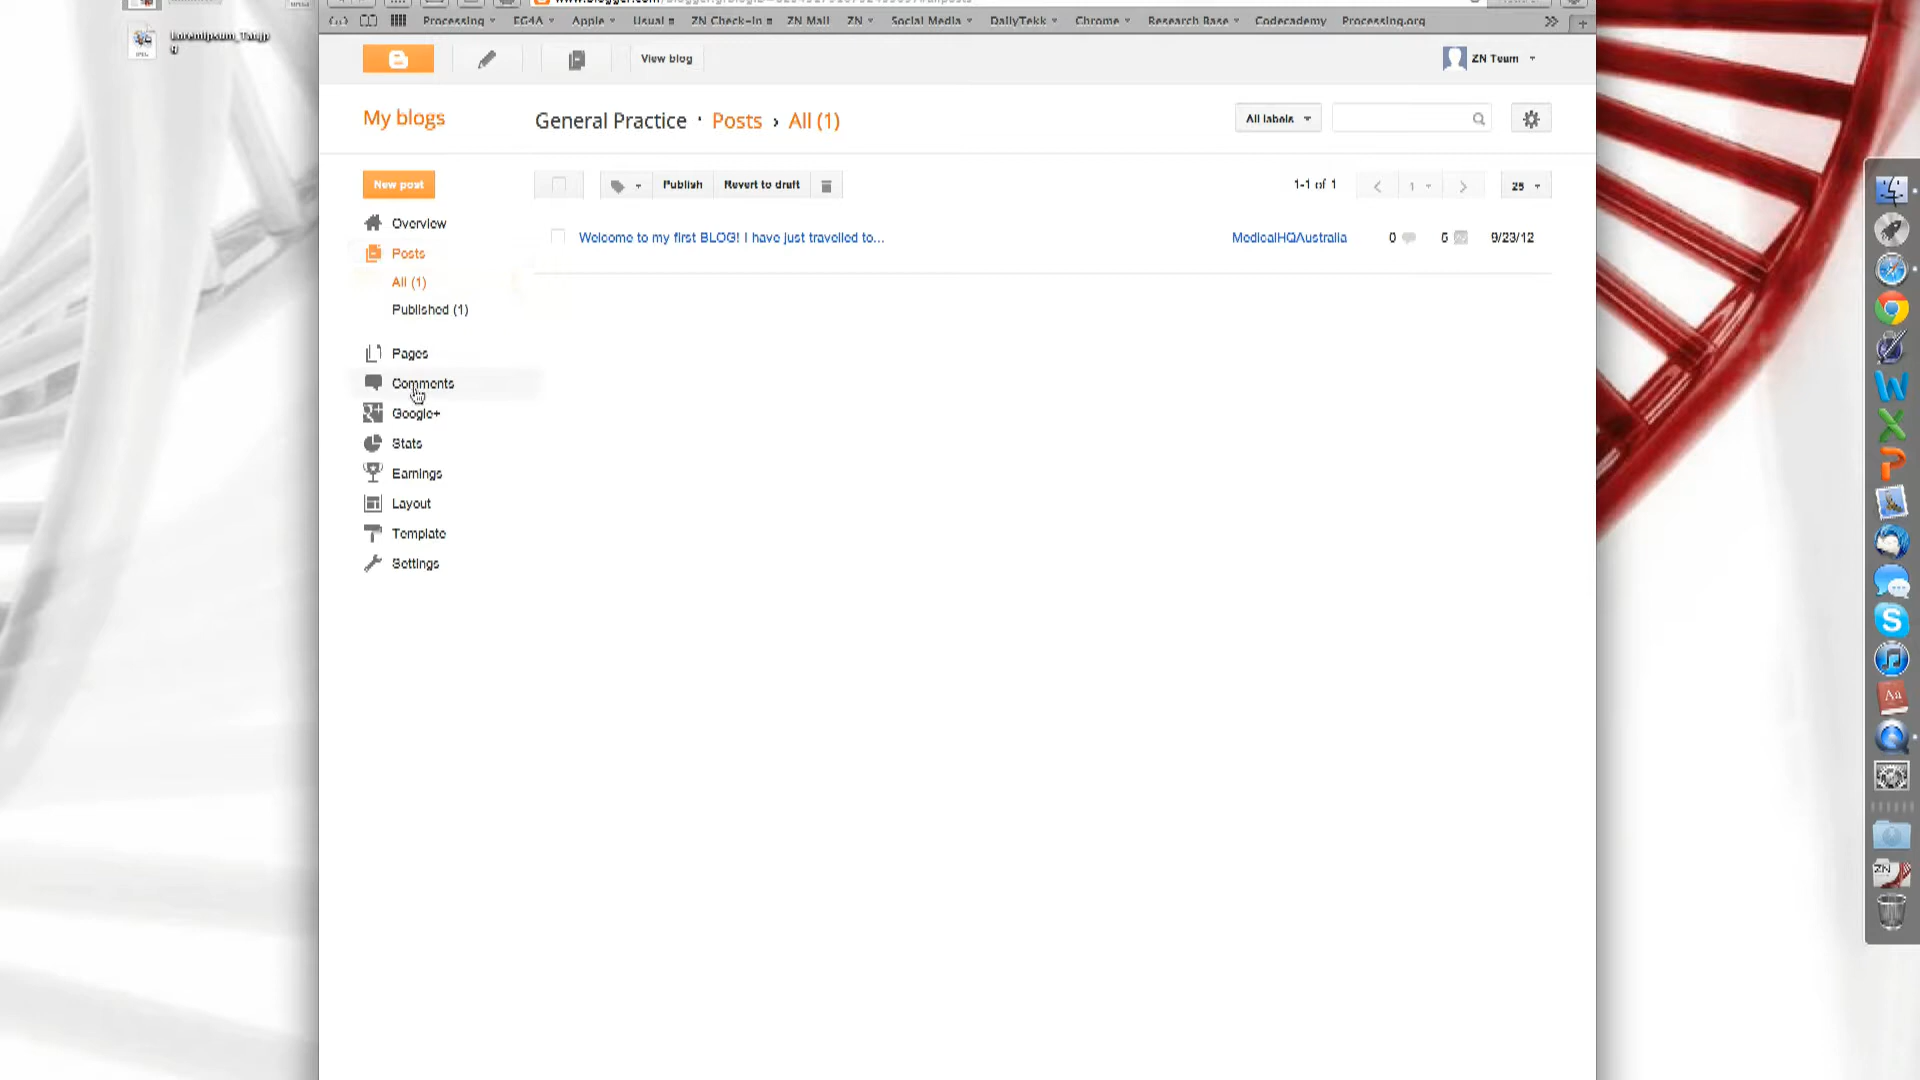 Processing
EG4A
Apple
Usual
ZN Check-in
ZN Mail
ZN
Social Media
DailyTekk
Chrome
Research Base
Codecademy
Processing.org
View blog
ZN Team
My blogs
General Practice · Posts › All (1)
All labels
New post
Publish
Revert to draft
1-1 of 1
1
25
Overview
Welcome to my first BLOG! I have just travelled to...
MedicalHQAustralia
0
9/23/12
Posts
All (1)
Published (1)
Pages
Comments
Google+
Stats
Earnings
Layout
Template
Settings
ZN